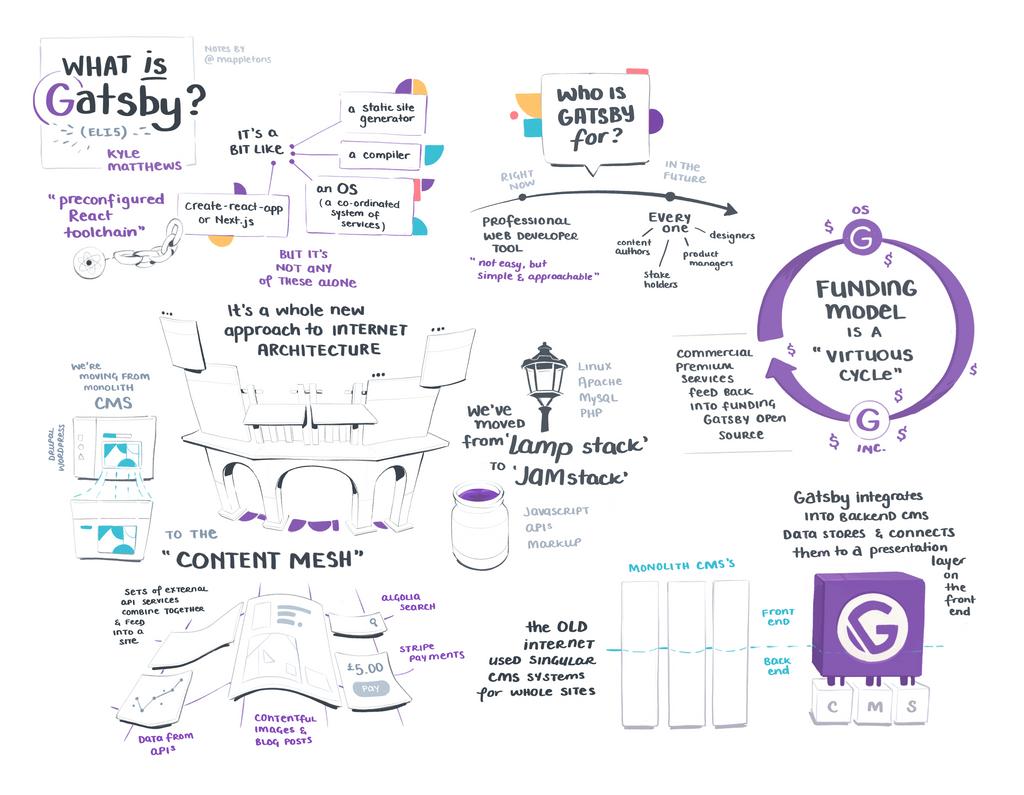 WHAT is
Gatsby?
(ELI5)
KYLE
MATTHEWS
NOTES BY
@mappletons
IT'S A
BIT LIKE
a static site
generator
a compiler
an OS
(a co-ordinated
system of
services)
create-react-app
or Next.js
"preconfigured
React
toolchain"
BUT IT'S
NOT ANY
OF THESE ALONE
WHO IS
GATSBY
for?
RIGHT
NOW
IN THE
FUTURE
PROFESSIONAL
WEB DEVELOPER
TOOL
"not easy, but
simple & approachable"
EVERY
ONE
content
authors
stake
holders
product
managers
designers
It's a whole new
approach to INTERNET
ARCHITECTURE
WE'RE
MOVING FROM
MONOLITH
CMS
DRUPAL
WORDPRESS
TO THE
"CONTENT MESH"
SETS OF EXTERNAL
API SERVICES
COMBINE TOGETHER
& FEED
INTO A
SITE
ALGOLIA
SEARCH
STRIPE
PAYMENTS
£5.00
PAY
DATA FROM
APIs
CONTENTFUL
IMAGES &
BLOG POSTS
We've
moved
from 'Lamp stack'
TO 'JAM stack'
LINUX
APACHE
MySQL
PHP
JAVASCRIPT
APIs
MARKUP
OS
G
FUNDING
MODEL
IS A
"VIRTUOUS
CYCLE"
$
$
$
$
$
$
$
G
INC.
COMMERCIAL
PREMIUM
SERVICES
FEED BACK
INTO FUNDING
GATSBY OPEN
SOURCE
the OLD
INTERNET
USED SINGULAR
CMS SYSTEMS
for WHOLE SITES
MONOLITH CMS'S
FRONT
END
BACK
end
Gatsby integrates
INTO BACKEND CMS
DATA STORES & CONNECTS
them to a presentation
layer
on
the
front
end
G
C M S